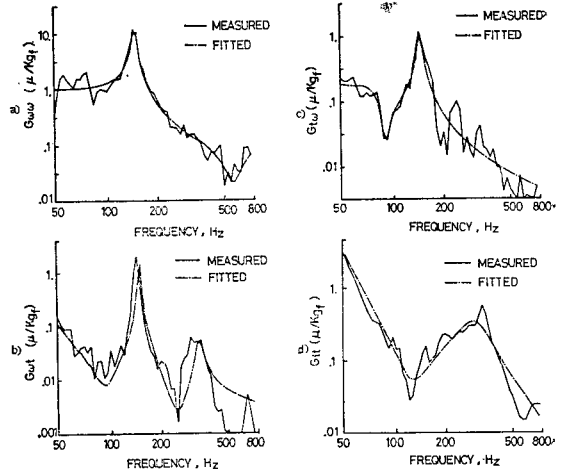 MEASURED
FITTED
Gωω (μ/Kgf)
10.
1.
.1
.01
50 100 200 500 800
FREQUENCY, Hz
MEASURED
FITTED
Gtω (μ/Kgf)
1.
.1
.01
50 100 200 500 800
FREQUENCY, Hz
MEASURED
FITTED
Gωt (μ/Kgf)
1.
.1
.01
.001
50 100 200 500 800
FREQUENCY, Hz
MEASURED
FITTED
Gtt (μ/Kgf)
1.
.1
.01
50 100 200 500 800
FREQUENCY, Hz